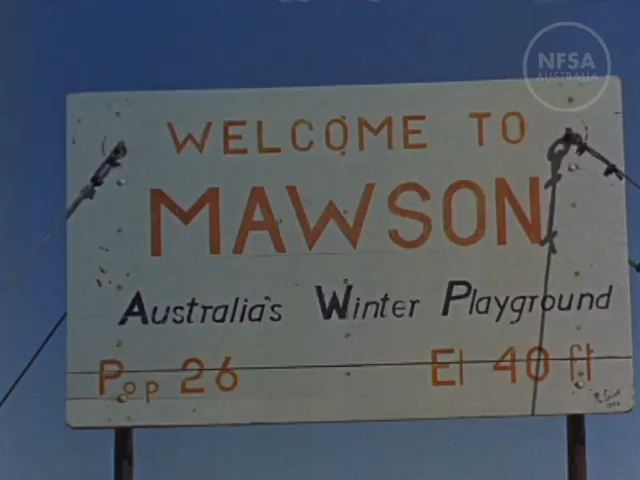 NFSA
AUSTRALIA
WELCOME TO
MAWSON
Australia's Winter Playground
Pop 26 El 40 ft